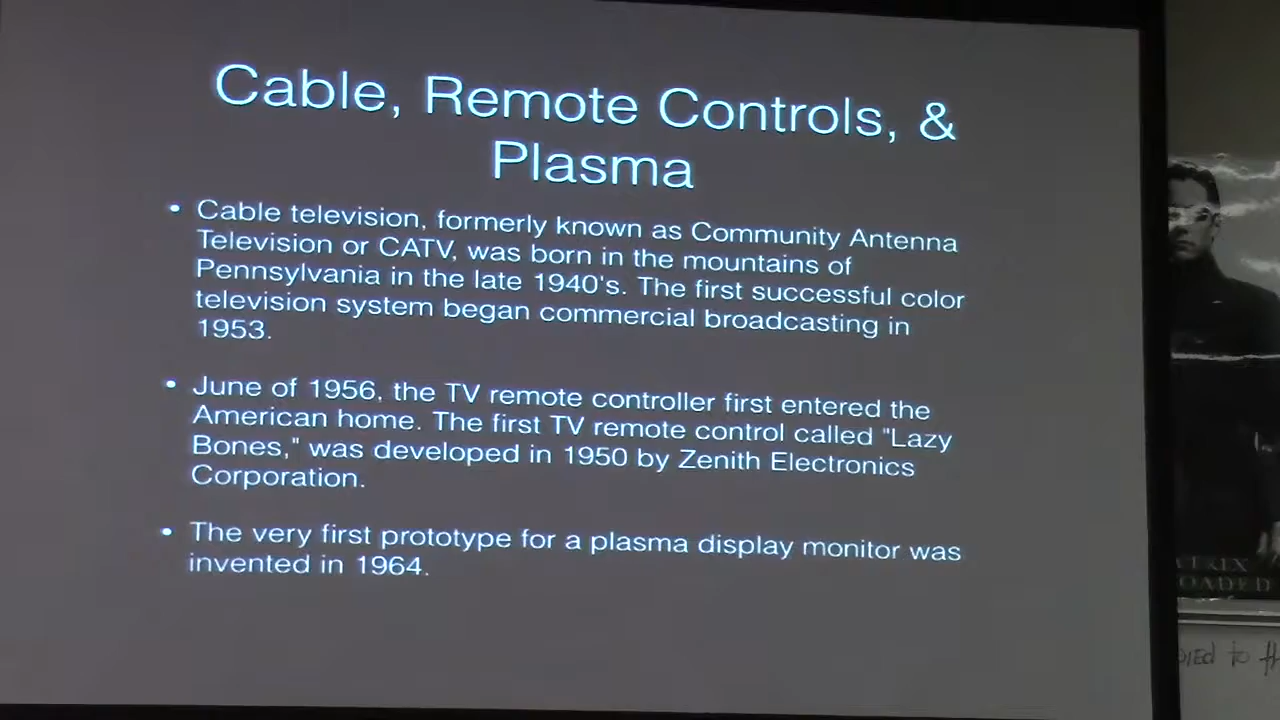 Cable, Remote Controls, &
Plasma
• Cable television, formerly known as Community Antenna
Television or CATV, was born in the mountains of
Pennsylvania in the late 1940's. The first successful color
television system began commercial broadcasting in
1953.
• June of 1956, the TV remote controller first entered the
American home. The first TV remote control called "Lazy
Bones," was developed in 1950 by Zenith Electronics
Corporation.
• The very first prototype for a plasma display monitor was
invented in 1964.
TRIX
OADED
to